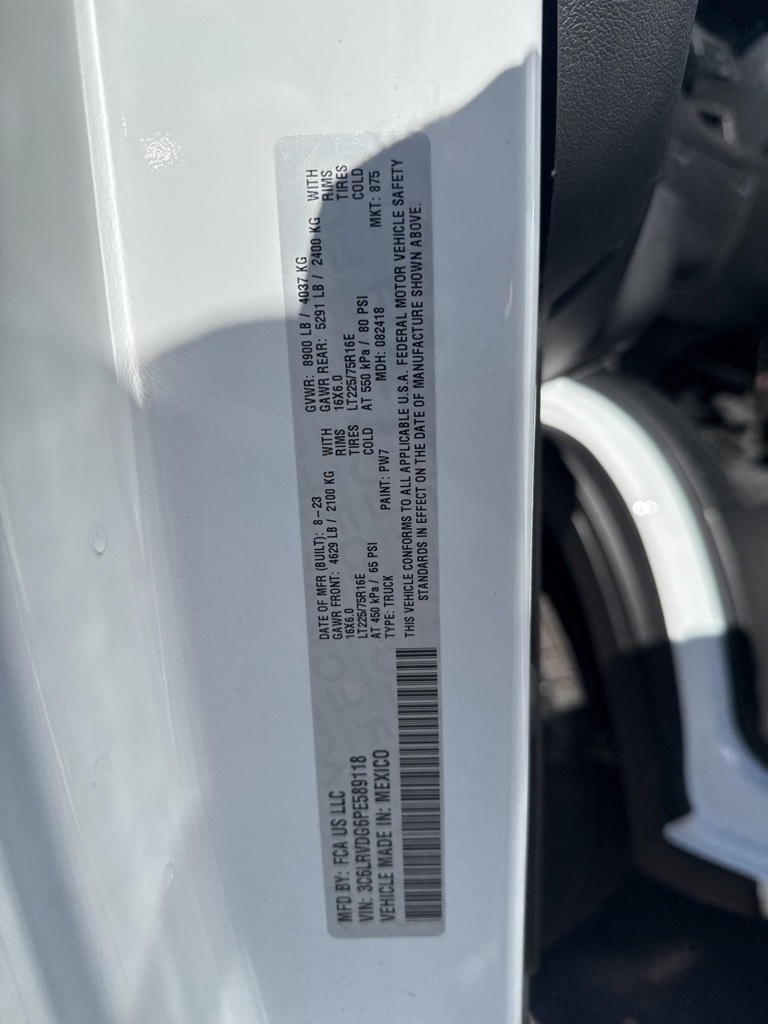 MFD BY: FCA US LLC
VIN: 3C6LRVDG6PE589118
VEHICLE MADE IN: MEXICO
DATE OF MFR (BUILT): 8-23 GVWR: 8900 LB / 4037 KG
GAWR FRONT: 4629 LB / 2100 KG WITH GAWR REAR: 5291 LB / 2400 KG WITH
16X6.0 RIMS 16X6.0 RIMS
LT225/75R16E TIRES LT225/75R16E TIRES
AT 450 kPa / 65 PSI COLD AT 550 kPa / 80 PSI COLD
TYPE: TRUCK PAINT: PW7 MDH: 082418 MKT: 875
THIS VEHICLE CONFORMS TO ALL APPLICABLE U.S.A. FEDERAL MOTOR VEHICLE SAFETY
STANDARDS IN EFFECT ON THE DATE OF MANUFACTURE SHOWN ABOVE.